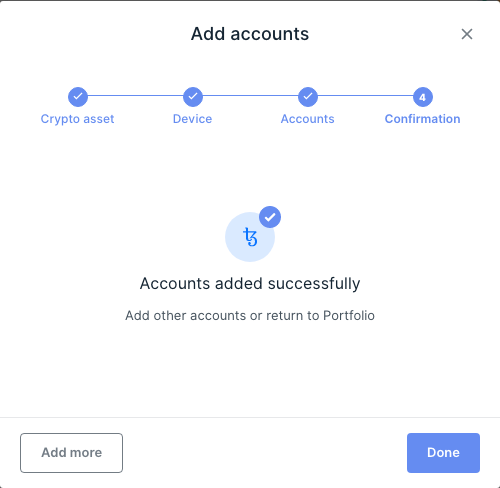 Add accounts
4
Crypto asset
Device
Accounts
Confirmation
ꜩ
Accounts added successfully
Add other accounts or return to Portfolio
Add more
Done